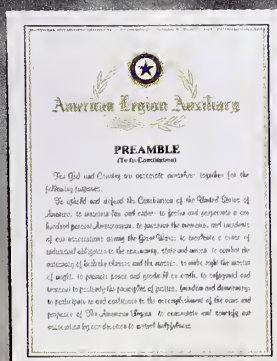 American Legion Auxiliary
PREAMBLE
(To Its Constitution)
For God and Country we associate ourselves together for the
following purposes:
To uphold and defend the Constitution of the United States of
America, to maintain law and order, to foster and perpetuate a one
hundred percent Americanism, to preserve the memories and incidents
of our associations during the Great Wars, to inculcate a sense of
individual obligation to the community, state and nation, to combat the
autocracy of both the classes and the masses, to make right the master
of might, to promote peace and goodwill on earth, to safeguard and
transmit to posterity the principles of justice, freedom and democracy,
to participate in and contribute to the accomplishment of the aims and
purposes of The American Legion, to consecrate and sanctify our
association by our devotion to mutual helpfulness.